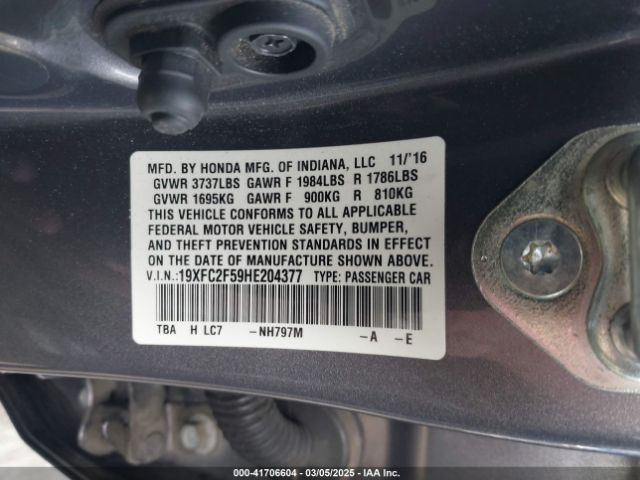 MFD. BY HONDA MFG. OF INDIANA, LLC 11/'16
GVWR 3737LBS GAWR F 1984LBS R 1786LBS
GVWR 1695KG GAWR F 900KG R 810KG
THIS VEHICLE CONFORMS TO ALL APPLICABLE
FEDERAL MOTOR VEHICLE SAFETY, BUMPER,
AND THEFT PREVENTION STANDARDS IN EFFECT
ON THE DATE OF MANUFACTURE SHOWN ABOVE.
V.I.N.:19XFC2F59HE204377 TYPE: PASSENGER CAR
TBA H LC7 -NH797M -A -E
000-41706604 / 03/05/2025 / IAA Inc.